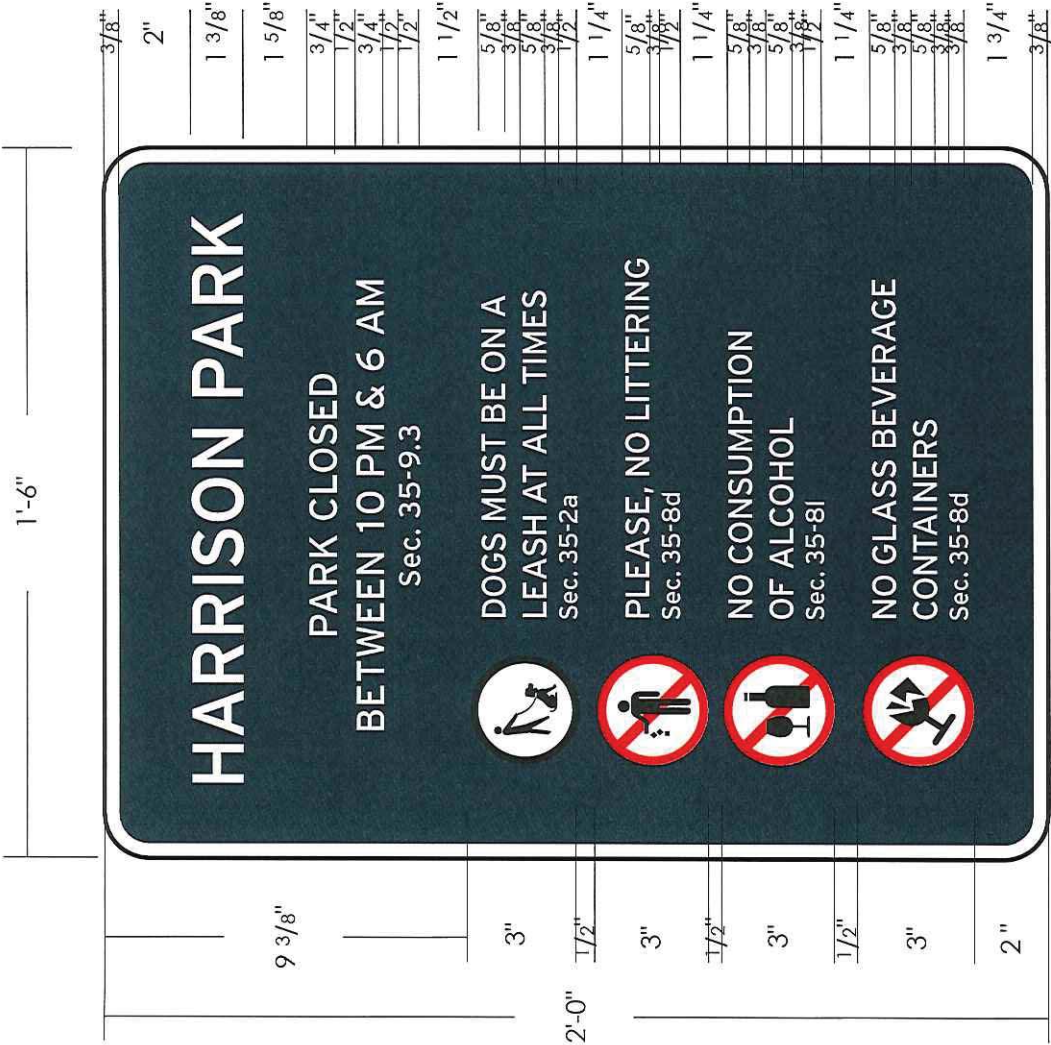 1'-6"
HARRISON PARK
PARK CLOSED
BETWEEN 10 PM & 6 AM
Sec. 35-9.3
DOGS MUST BE ON A
LEASH AT ALL TIMES
Sec. 35-2a
PLEASE, NO LITTERING
Sec. 35-8d
NO CONSUMPTION
OF ALCOHOL
Sec. 35-8l
NO GLASS BEVERAGE
CONTAINERS
Sec. 35-8d
2'-0"
9 3/8"
3"
1/2"
3"
1/2"
3"
1/2"
3"
2"
3/8"
2"
1 3/8"
1 5/8"
3/4"
1/2"
3/4"
1/2"
1/2"
1 1/2"
5/8"
3/8"
5/8"
3/8"
1/2"
1 1/4"
5/8"
3/8"
1/2"
1 1/4"
5/8"
3/8"
5/8"
3/8"
1/2"
1 1/4"
5/8"
3/8"
5/8"
3/8"
3/8"
1 3/4"
3/8"